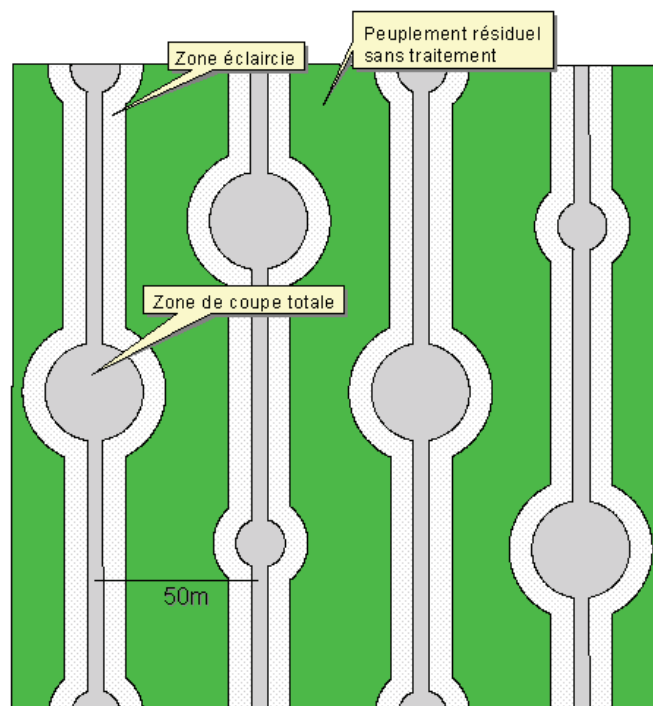 Peuplement résiduel
sans traitement
Zone éclaircie
Zone de coupe totale
50m